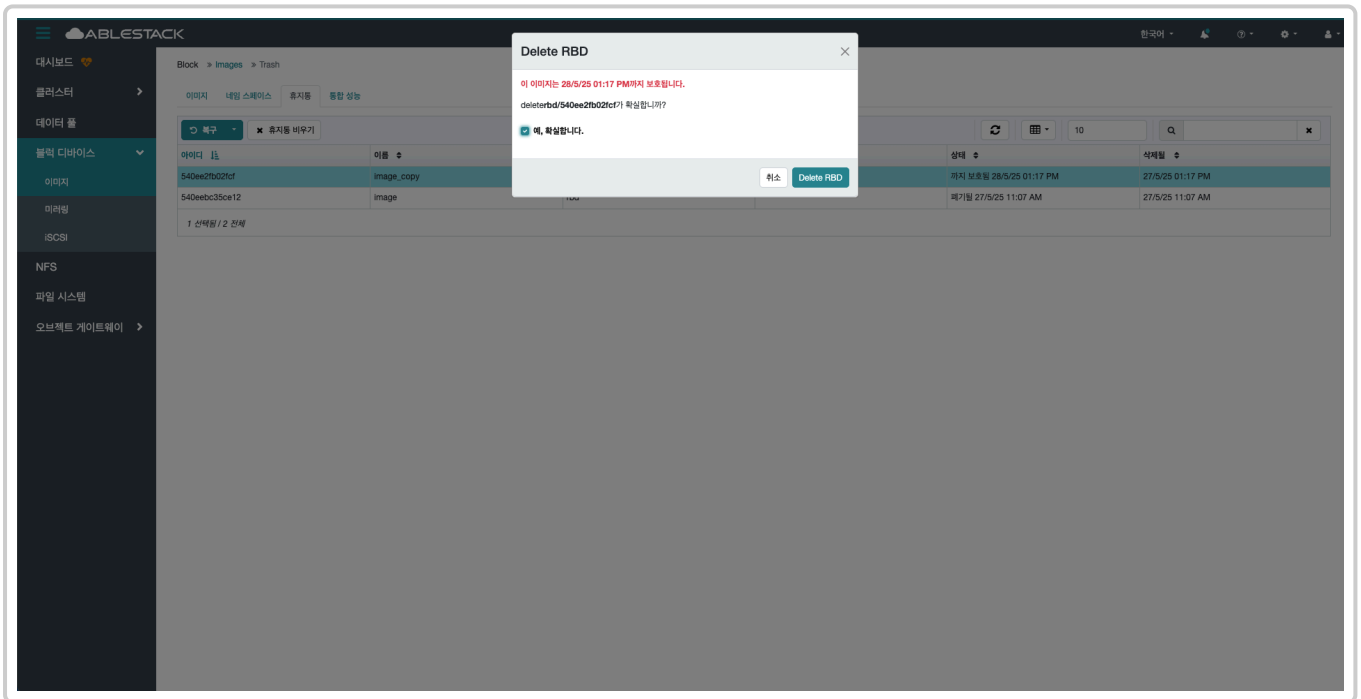 ABLESTACK
한국어
대시보드
클러스터
데이터 풀
블럭 디바이스
이미지
미러링
iSCSI
NFS
파일 시스템
오브젝트 게이트웨이
Block » Images » Trash
이미지 네임 스페이스 휴지통 통합 성능
복구 휴지통 비우기 10
아이디 이름 상태 삭제될
540ee2fb02fcf image_copy 까지 보호됨 28/5/25 01:17 PM 27/5/25 01:17 PM
540eebc35ce12 image rbd 폐기될 27/5/25 11:07 AM 27/5/25 11:07 AM
1 선택됨 / 2 전체
Delete RBD
이 이미지는 28/5/25 01:17 PM까지 보호됩니다.
deleterbd/540ee2fb02fcf가 확실합니까?
예, 확실합니다.
취소 Delete RBD